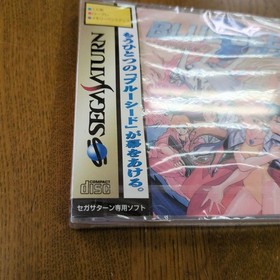 もうひとつの「ブルーシード」が幕をあける。
SEGA SATURN
COMPACT
disc
セガサターン専用ソフト
BLU